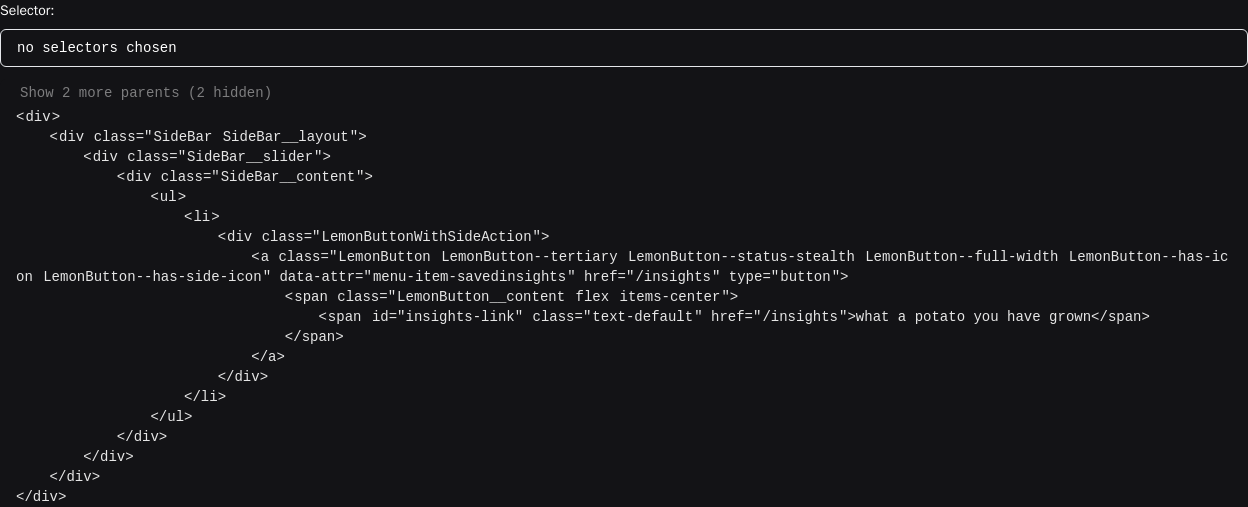 Selector:
no selectors chosen
Show 2 more parents (2 hidden)
<div>
<div class="SideBar SideBar__layout">
<div class="SideBar__slider">
<div class="SideBar__content">
<ul>
<li>
<div class="LemonButtonWithSideAction">
<a class="LemonButton LemonButton--tertiary LemonButton--status-stealth LemonButton--full-width LemonButton--has-ic
on LemonButton--has-side-icon" data-attr="menu-item-savedinsights" href="/insights" type="button">
<span class="LemonButton__content flex items-center">
<span id="insights-link" class="text-default" href="/insights">what a potato you have grown</span>
</span>
</a>
</div>
</li>
</ul>
</div>
</div>
</div>
</div>